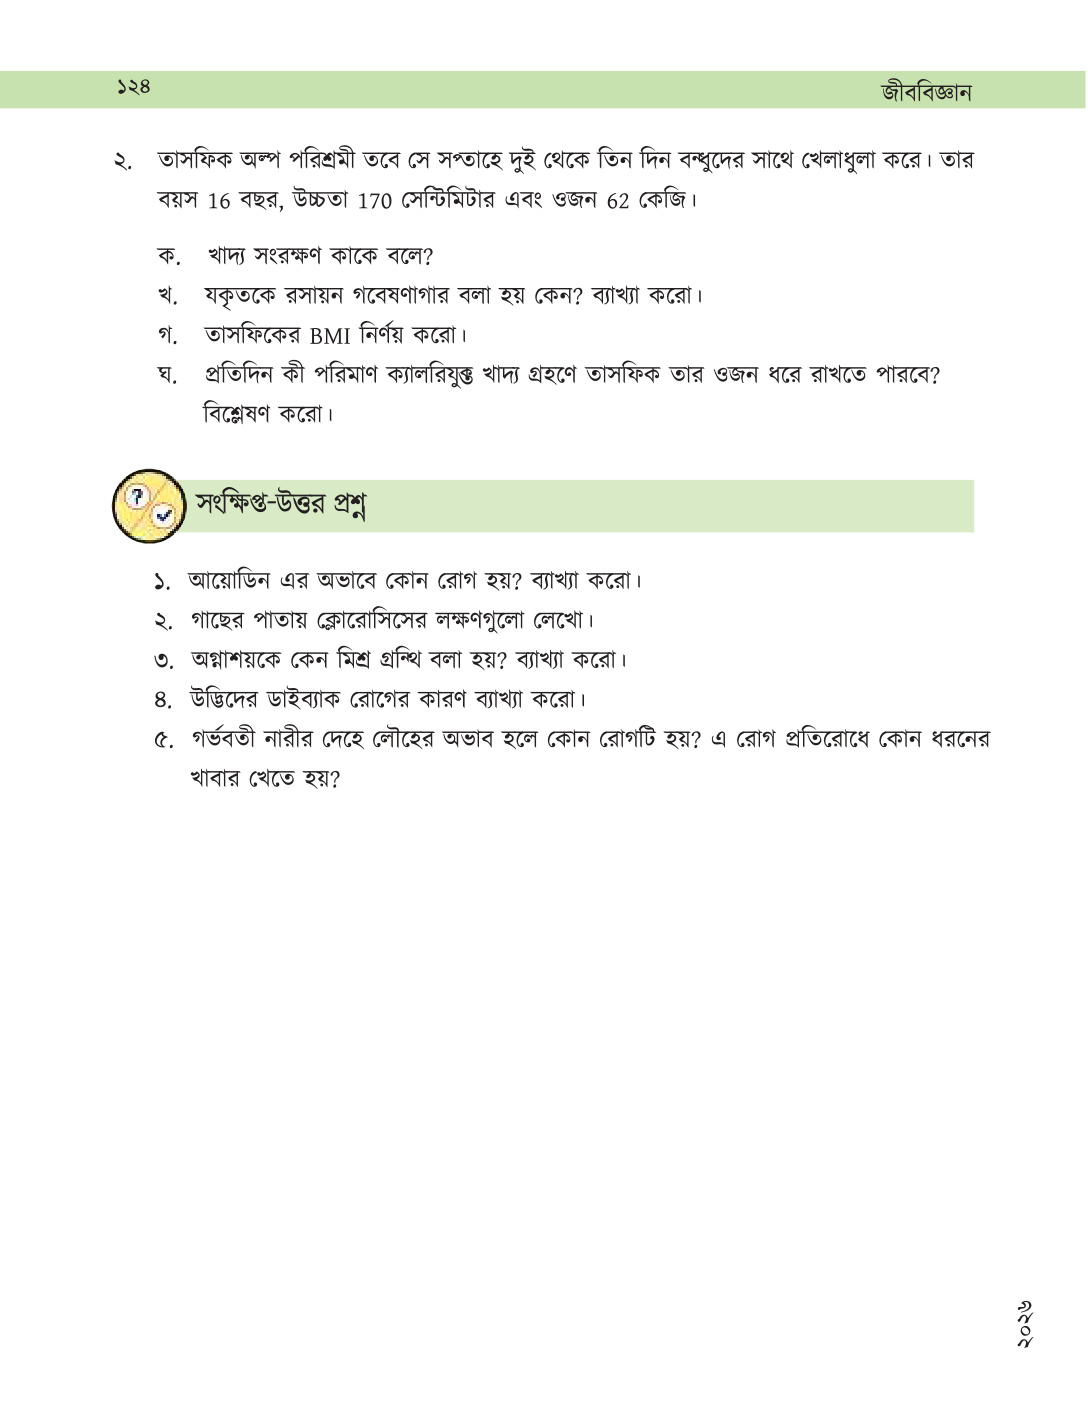 ১২৪
জীববিজ্ঞান
২. তাসফিক অল্প পরিশ্রমী তবে সে সপ্তাহে দুই থেকে তিন দিন বন্ধুদের সাথে খেলাধুলা করে। তার
বয়স 16 বছর, উচ্চতা 170 সেন্টিমিটার এবং ওজন 62 কেজি।
ক. খাদ্য সংরক্ষণ কাকে বলে?
খ. যকৃতকে রসায়ন গবেষণাগার বলা হয় কেন? ব্যাখ্যা করো।
গ. তাসফিকের BMI নির্ণয় করো।
ঘ. প্রতিদিন কী পরিমাণ ক্যালরিযুক্ত খাদ্য গ্রহণে তাসফিক তার ওজন ধরে রাখতে পারবে?
বিশ্লেষণ করো।
সংক্ষিপ্ত-উত্তর প্রশ্ন
১. আয়োডিন এর অভাবে কোন রোগ হয়? ব্যাখ্যা করো।
২. গাছের পাতায় ক্লোরোসিসের লক্ষণগুলো লেখো।
৩. অগ্নাশয়কে কেন মিশ্র গ্রন্থি বলা হয়? ব্যাখ্যা করো।
৪. উদ্ভিদের ডাইব্যাক রোগের কারণ ব্যাখ্যা করো।
৫. গর্ভবতী নারীর দেহে লৌহের অভাব হলে কোন রোগটি হয়? এ রোগ প্রতিরোধে কোন ধরনের
খাবার খেতে হয়?
২০২৬